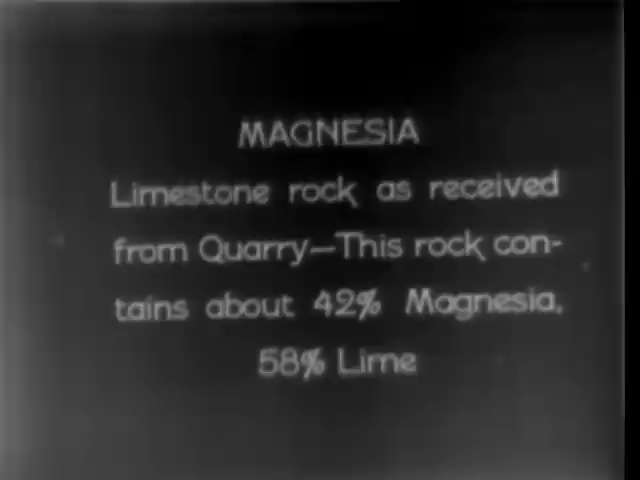 MAGNESIA
Limestone rock as received
from Quarry—This rock con-
tains about 42% Magnesia.
58% Lime